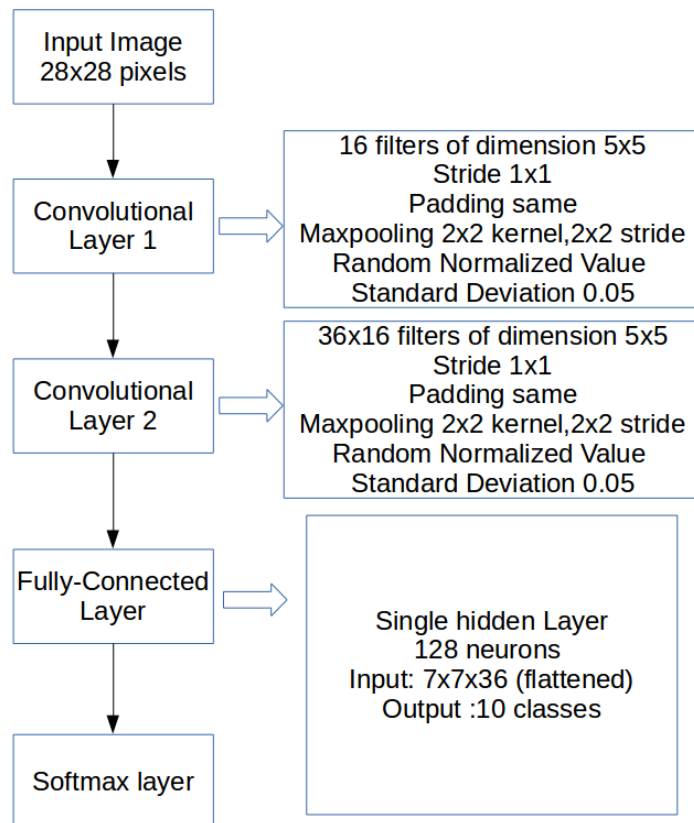 Input Image
28x28 pixels
Convolutional
Layer 1
16 filters of dimension 5x5
Stride 1x1
Padding same
Maxpooling 2x2 kernel,2x2 stride
Random Normalized Value
Standard Deviation 0.05
Convolutional
Layer 2
36x16 filters of dimension 5x5
Stride 1x1
Padding same
Maxpooling 2x2 kernel,2x2 stride
Random Normalized Value
Standard Deviation 0.05
Fully-Connected
Layer
Single hidden Layer
128 neurons
Input: 7x7x36 (flattened)
Output :10 classes
Softmax layer